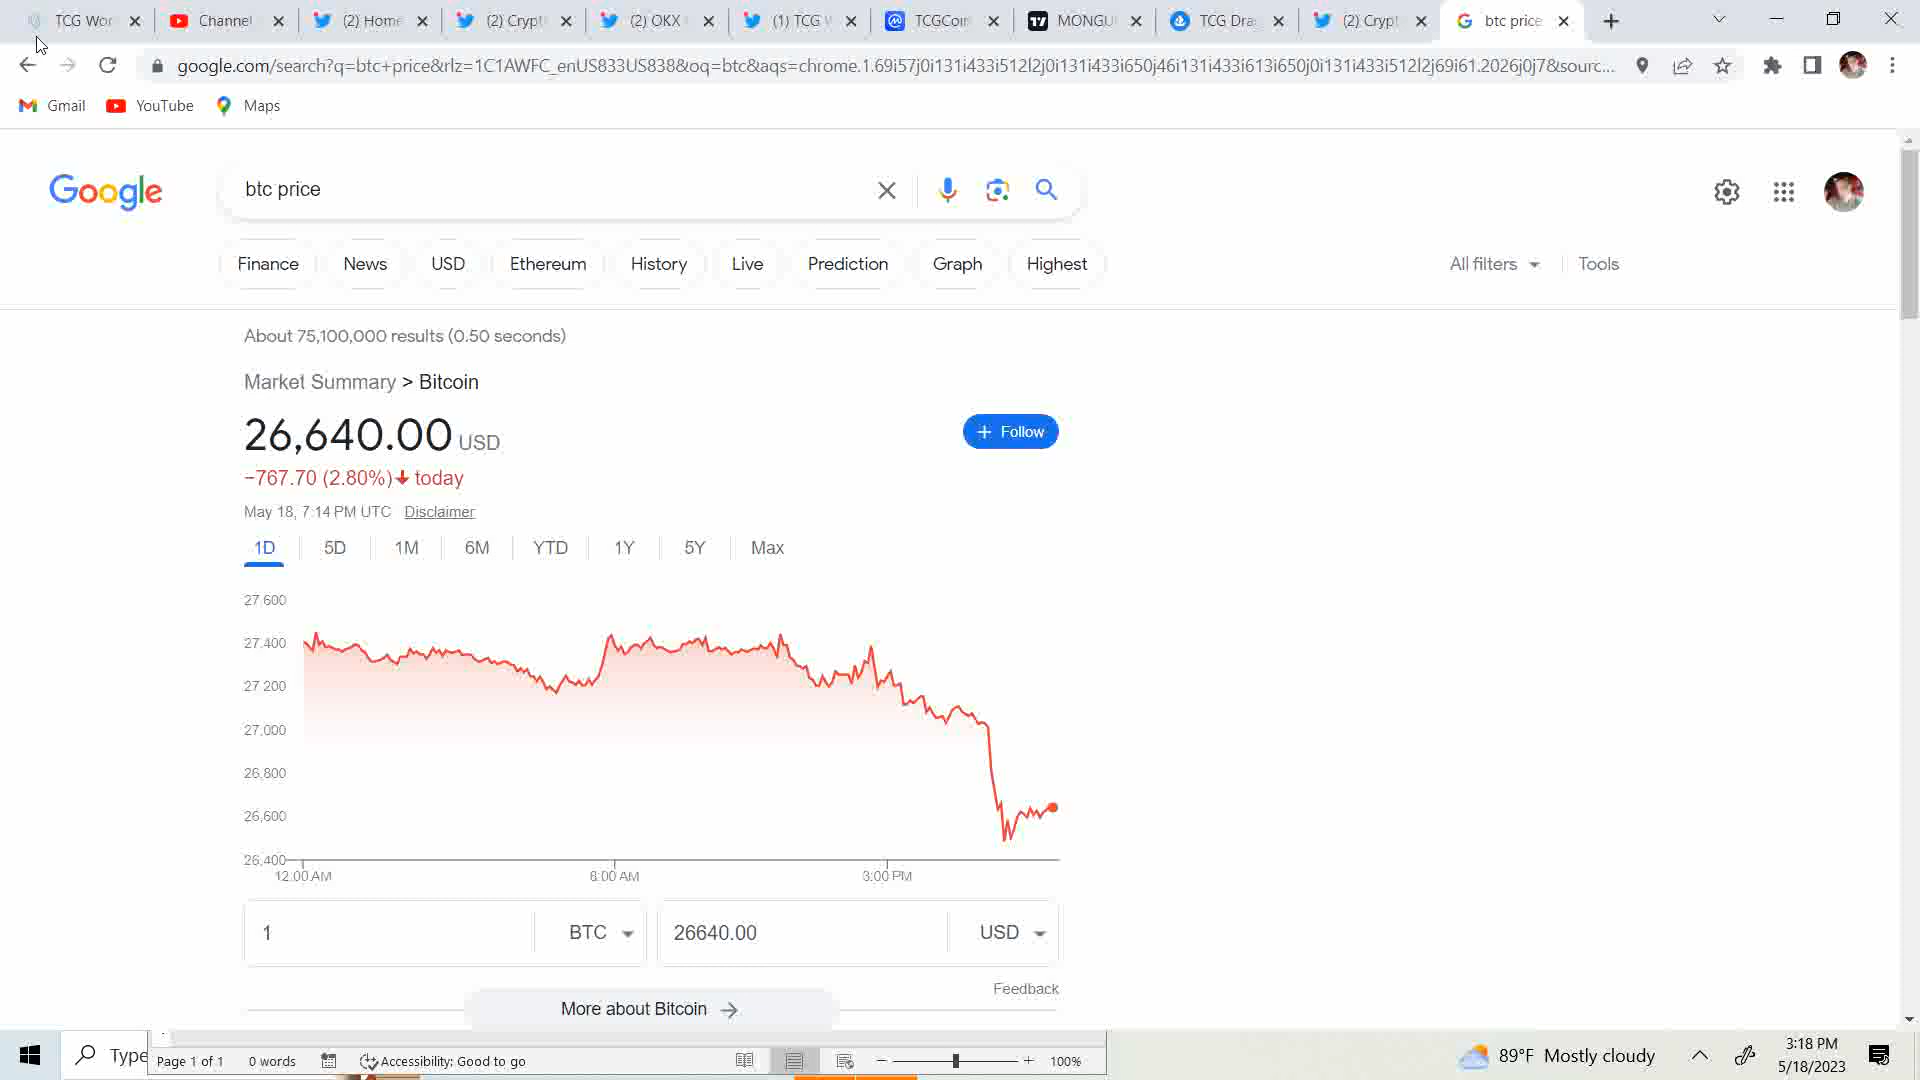 TCG Wor
Channel
(2) Home
(2) Crypt
(2) OKX
(1) TCG W
TCGCoin
MONGU
TCG Dra
(2) Crypt
btc price
google.com/search?q=btc+price&rlz=1C1AWFC_enUS833US838&oq=btc&aqs=chrome.1.69i57j0i131i433i512l2j0i131i433i650j46i131i433i613i650j0i131i433i512l2j69i61.2026j0j7&sourc...
Gmail YouTube Maps
Google
btc price
Finance News USD Ethereum History Live Prediction Graph Highest All filters Tools
About 75,100,000 results (0.50 seconds)
Market Summary > Bitcoin
26,640.00 USD
+ Follow
−767.70 (2.80%) today
May 18, 7:14 PM UTC Disclaimer
1D 5D 1M 6M YTD 1Y 5Y Max
27,600
27,400
27,200
27,000
26,800
26,600
26,400
12:00 AM 6:00 AM 3:00 PM
1 BTC 26640.00 USD
Feedback
More about Bitcoin
Type
Page 1 of 1 0 words Accessibility: Good to go 100%
89°F Mostly cloudy
3:18 PM
5/18/2023